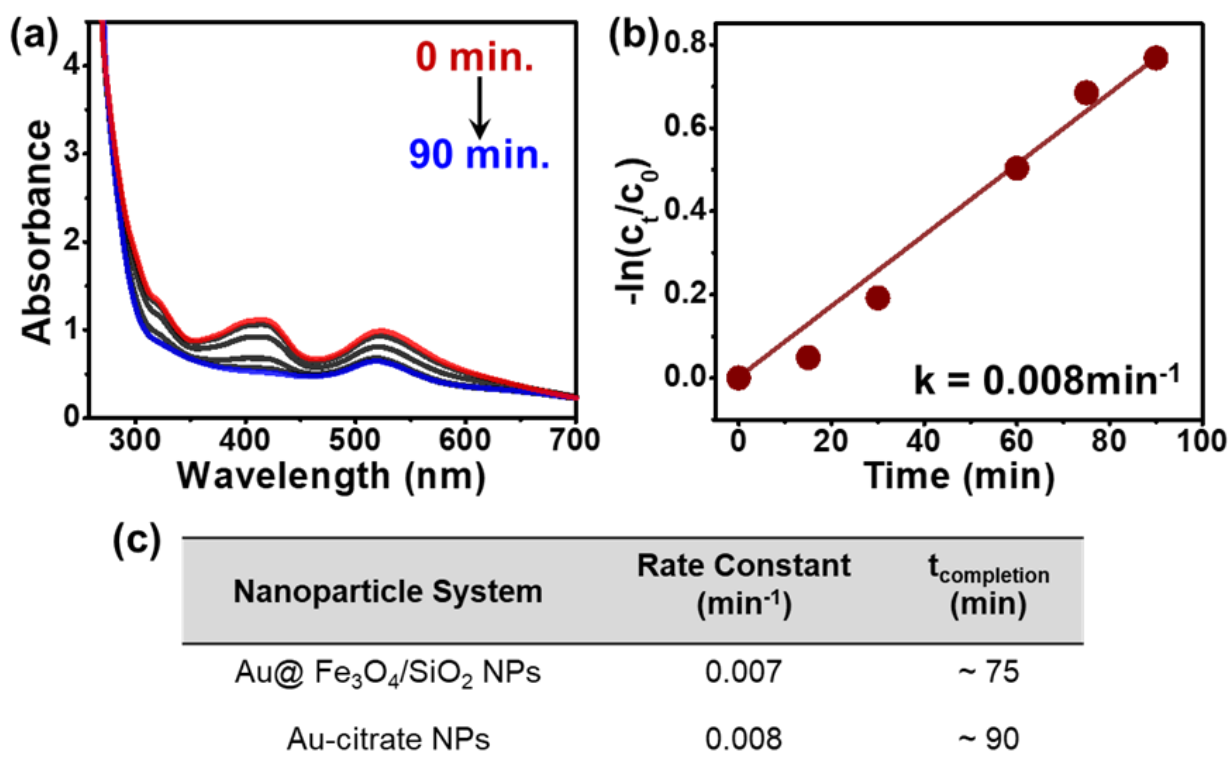 (a)
0 min.
90 min.
4
3
2
1
0
Absorbance
300 400 500 600 700
Wavelength (nm)
(b)
0.8
0.6
0.4
0.2
0.0
-ln(cₜ/c₀)
k = 0.008min⁻¹
0 20 40 60 80 100
Time (min)
(c)
Nanoparticle System Rate Constant (min⁻¹) t_completion (min)
Au@ Fe₃O₄/SiO₂ NPs 0.007 ~ 75
Au-citrate NPs 0.008 ~ 90